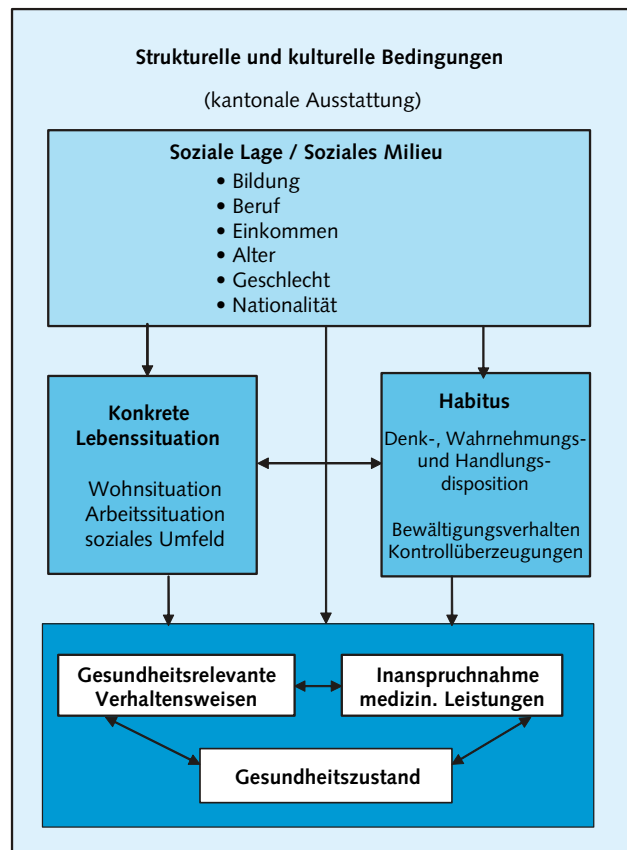 Strukturelle und kulturelle Bedingungen
(kantonale Ausstattung)
Soziale Lage / Soziales Milieu
• Bildung
• Beruf
• Einkommen
• Alter
• Geschlecht
• Nationalität
Konkrete
Lebenssituation
Wohnsituation
Arbeitssituation
soziales Umfeld
Habitus
Denk-, Wahrnehmungs-
und Handlungs-
disposition
Bewältigungsverhalten
Kontrollüberzeugungen
Gesundheitsrelevante
Verhaltensweisen
Inanspruchnahme
medizin. Leistungen
Gesundheitszustand